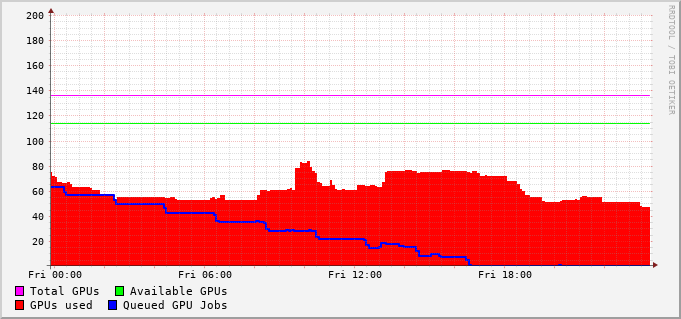 200
180
160
140
120
100
80
60
40
20
Fri 00:00 Fri 06:00 Fri 12:00 Fri 18:00
Total GPUs Available GPUs
GPUs used Queued GPU Jobs
RRDTOOL / TOBI OETIKER